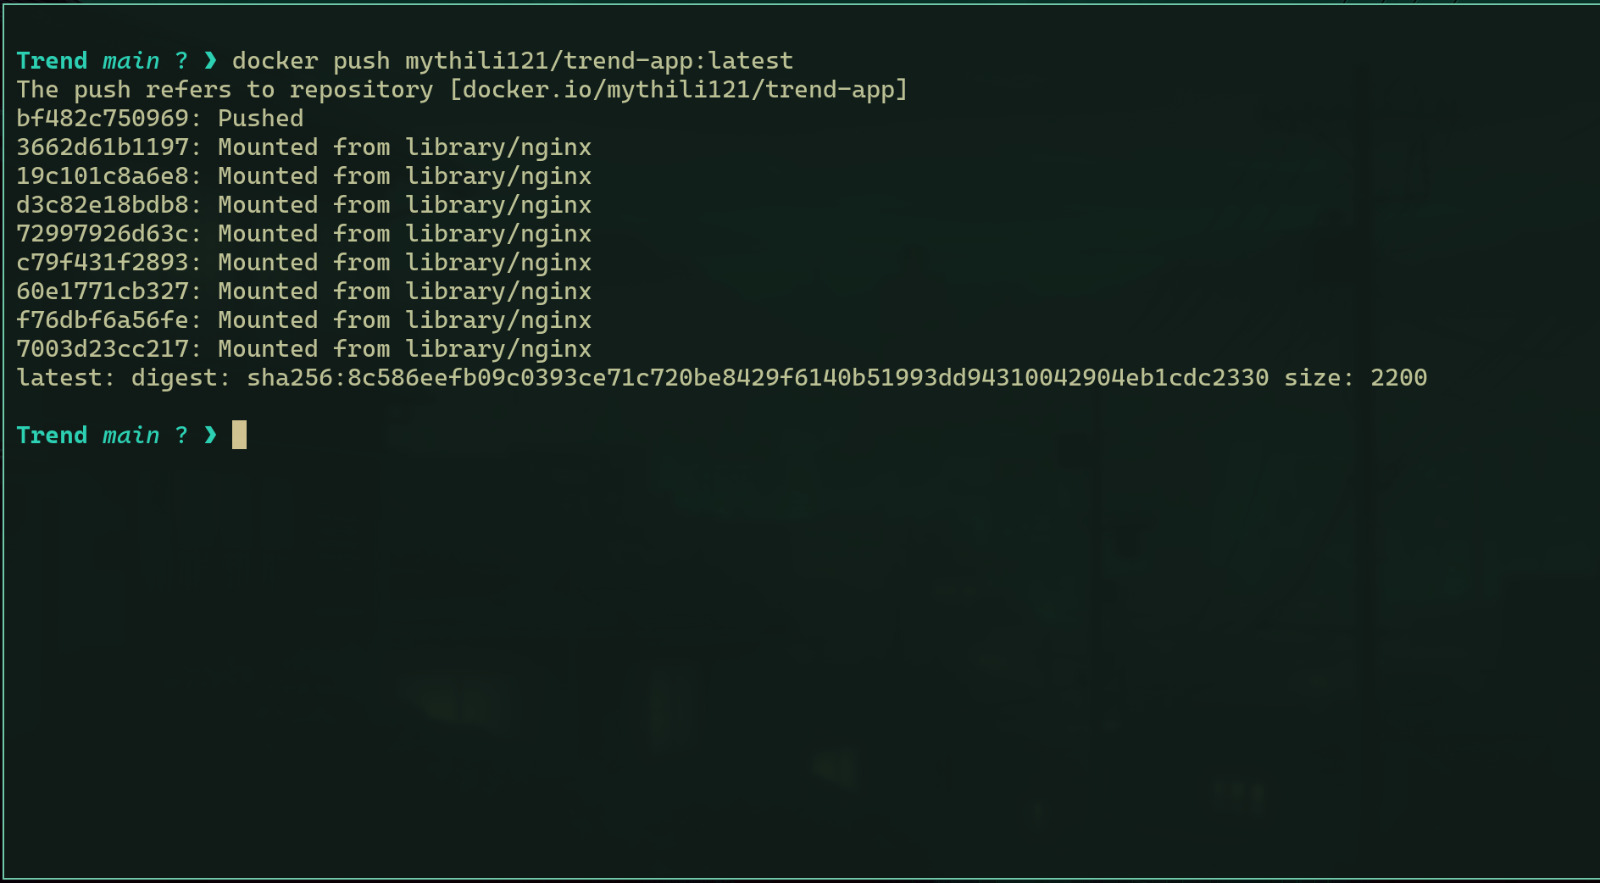 Trend main ? ❯ docker push mythili121/trend-app:latest
The push refers to repository [docker.io/mythili121/trend-app]
bf482c750969: Pushed
3662d61b1197: Mounted from library/nginx
19c101c8a6e8: Mounted from library/nginx
d3c82e18bdb8: Mounted from library/nginx
72997926d63c: Mounted from library/nginx
c79f431f2893: Mounted from library/nginx
60e1771cb327: Mounted from library/nginx
f76dbf6a56fe: Mounted from library/nginx
7003d23cc217: Mounted from library/nginx
latest: digest: sha256:8c586eefb09c0393ce71c720be8429f6140b51993dd94310042904eb1cdc2330 size: 2200
Trend main ? ❯